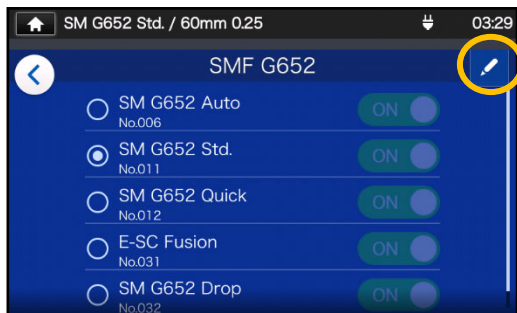 SM G652 Std. / 60mm 0.25 03:29
SMF G652
SM G652 Auto ON
No.006
SM G652 Std. ON
No.011
SM G652 Quick ON
No.012
E-SC Fusion ON
No.031
SM G652 Drop ON
No.032